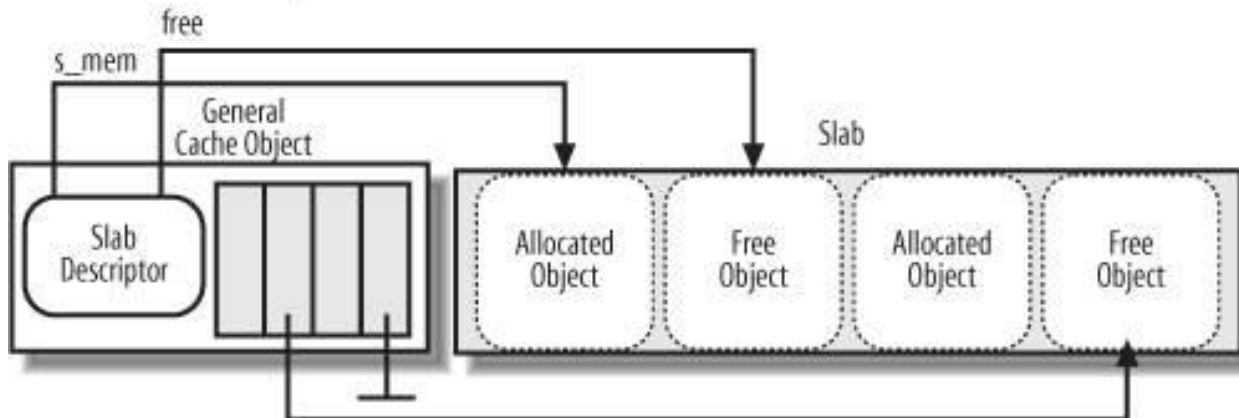 free
s_mem
General
Cache Object
Slab
Slab
Descriptor
Allocated
Object
Free
Object
Allocated
Object
Free
Object